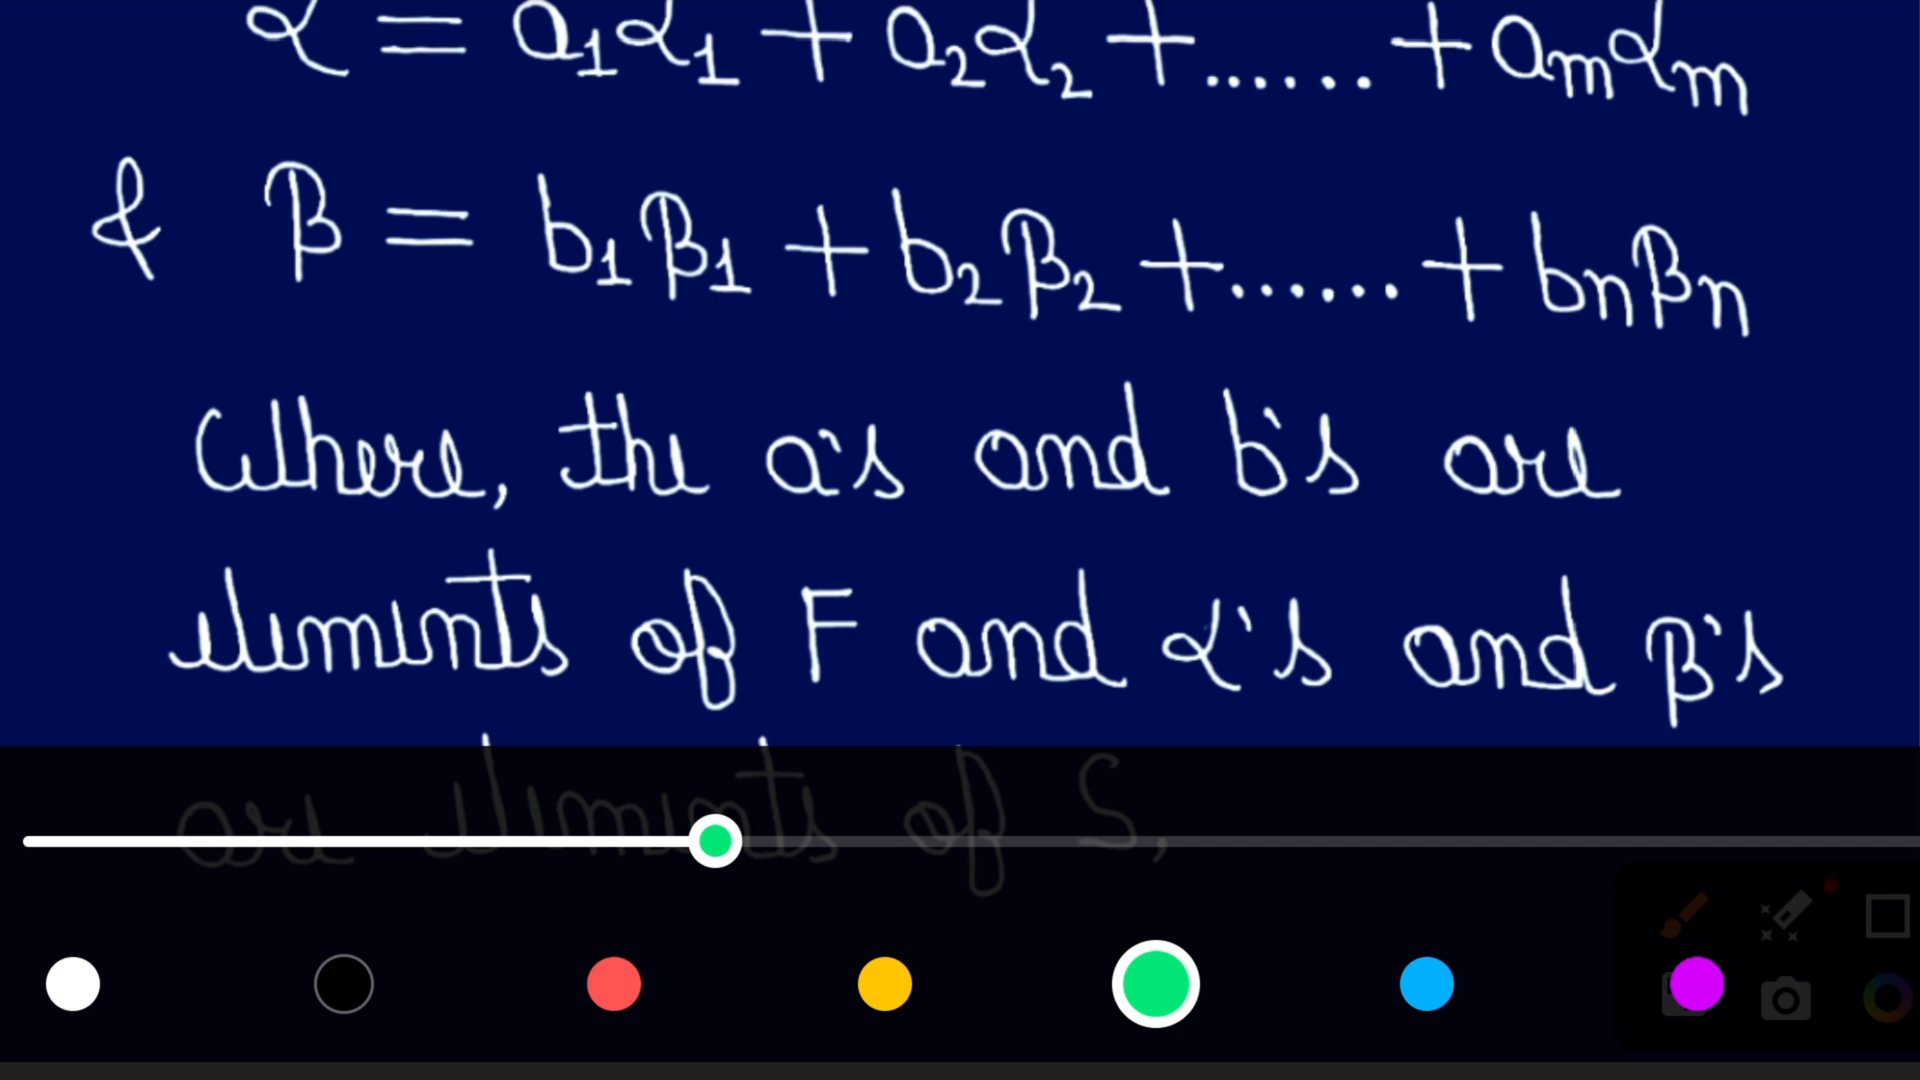 α = a₁α₁ + a₂α₂ + ...... + aₘαₘ
& β = b₁β₁ + b₂β₂ + ...... + bₙβₙ
Where, the a's and b's are
elements of F and α's and β's
are elements of S,